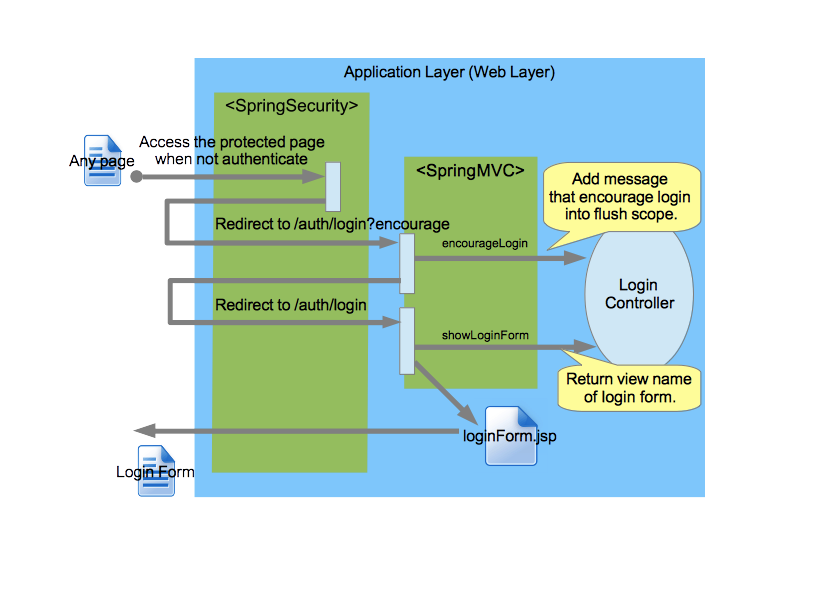 Application Layer (Web Layer)
<SpringSecurity>
Access the protected page
when not authenticate
Any page
<SpringMVC>
Add message
that encourage login
into flush scope.
Redirect to /auth/login?encourage
encourageLogin
Login
Controller
Redirect to /auth/login
showLoginForm
Return view name
of login form.
loginForm.jsp
Login Form